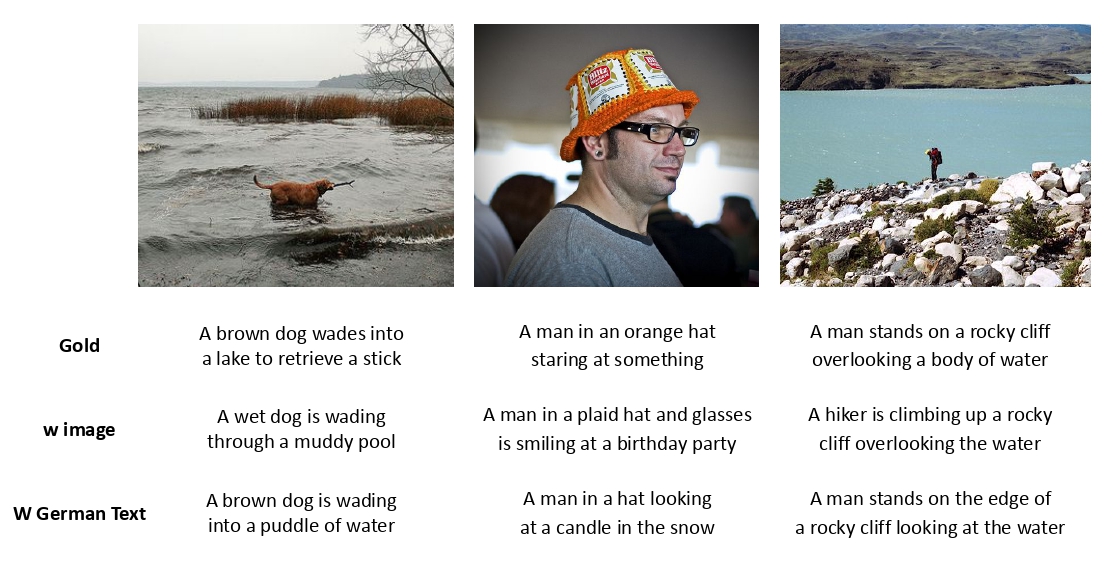 Gold
A brown dog wades into
a lake to retrieve a stick
A man in an orange hat
staring at something
A man stands on a rocky cliff
overlooking a body of water
w image
A wet dog is wading
through a muddy pool
A man in a plaid hat and glasses
is smiling at a birthday party
A hiker is climbing up a rocky
cliff overlooking the water
W German Text
A brown dog is wading
into a puddle of water
A man in a hat looking
at a candle in the snow
A man stands on the edge of
a rocky cliff looking at the water